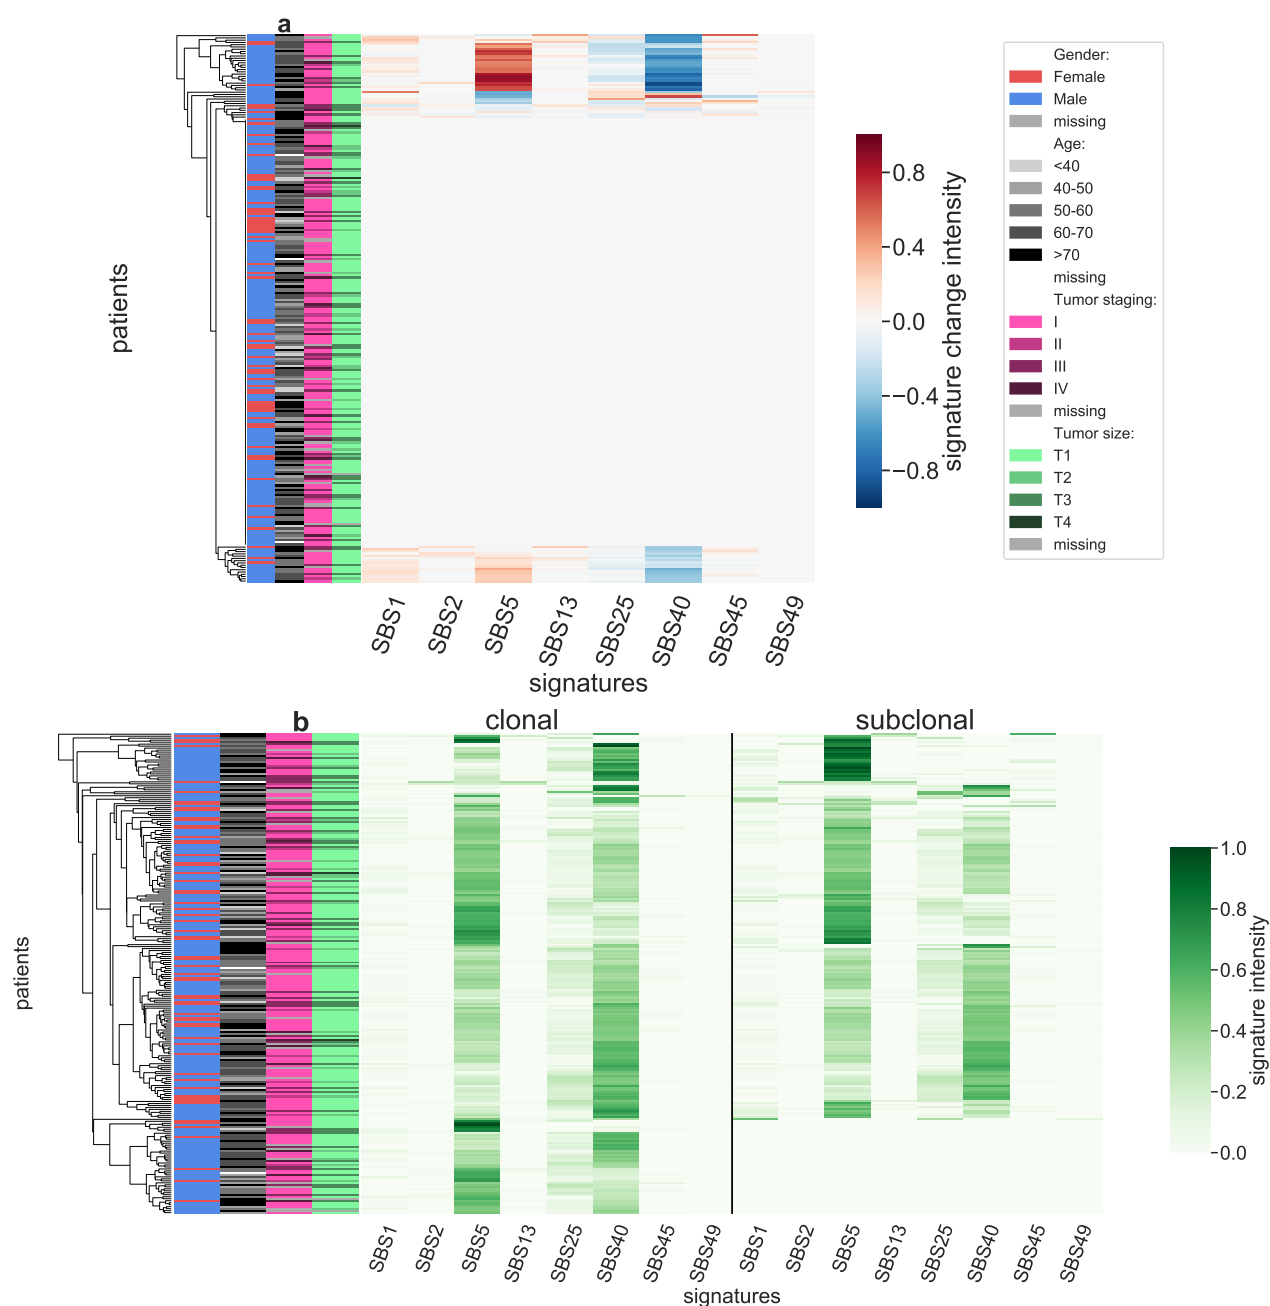 a
patients
SBS1
SBS2
SBS5
SBS13
SBS25
SBS40
SBS45
SBS49
signatures
0.8
0.4
0.0
−0.4
−0.8
signature change intensity
Gender:
Female
Male
missing
Age:
<40
40-50
50-60
60-70
>70
missing
Tumor staging:
I
II
III
IV
missing
Tumor size:
T1
T2
T3
T4
missing
b
clonal
subclonal
patients
SBS1
SBS2
SBS5
SBS13
SBS25
SBS40
SBS45
SBS49
SBS1
SBS2
SBS5
SBS13
SBS25
SBS40
SBS45
SBS49
signatures
1.0
0.8
0.6
0.4
0.2
0.0
signature intensity